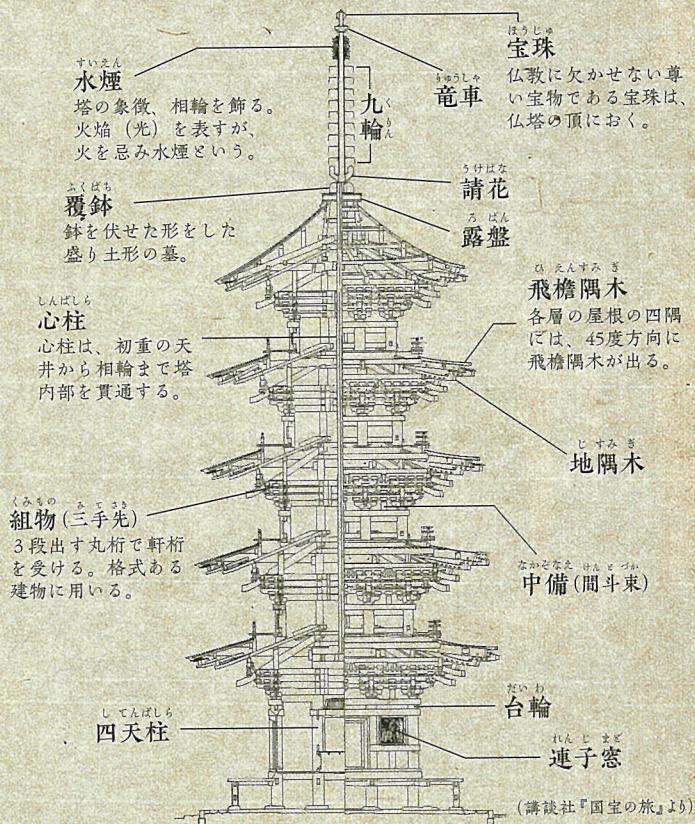 すいえん
水煙
塔の象徴、相輪を飾る。
火焔（光）を表すが、
火を忌み水煙という。
くりん
九輪
りゅうしゃ
竜車
ほうじゅ
宝珠
仏教に欠かせない尊
い宝物である宝珠は、
仏塔の頂におく。
ふくばち
覆鉢
鉢を伏せた形をした
盛り土形の墓。
うけばな
請花
ろばん
露盤
しんばしら
心柱
心柱は、初重の天
井から相輪まで塔
内部を貫通する。
ひえんすみぎ
飛檐隅木
各層の屋根の四隅
には、45度方向に
飛檐隅木が出る。
じすみぎ
地隅木
くみもの みてさき
組物(三手先)
3段出す丸桁で軒桁
を受ける。格式ある
建物に用いる。
なかぞなえ けんとづか
中備(間斗束)
だいわ
台輪
してんばしら
四天柱
れんじまど
連子窓
(講談社『国宝の旅』より)